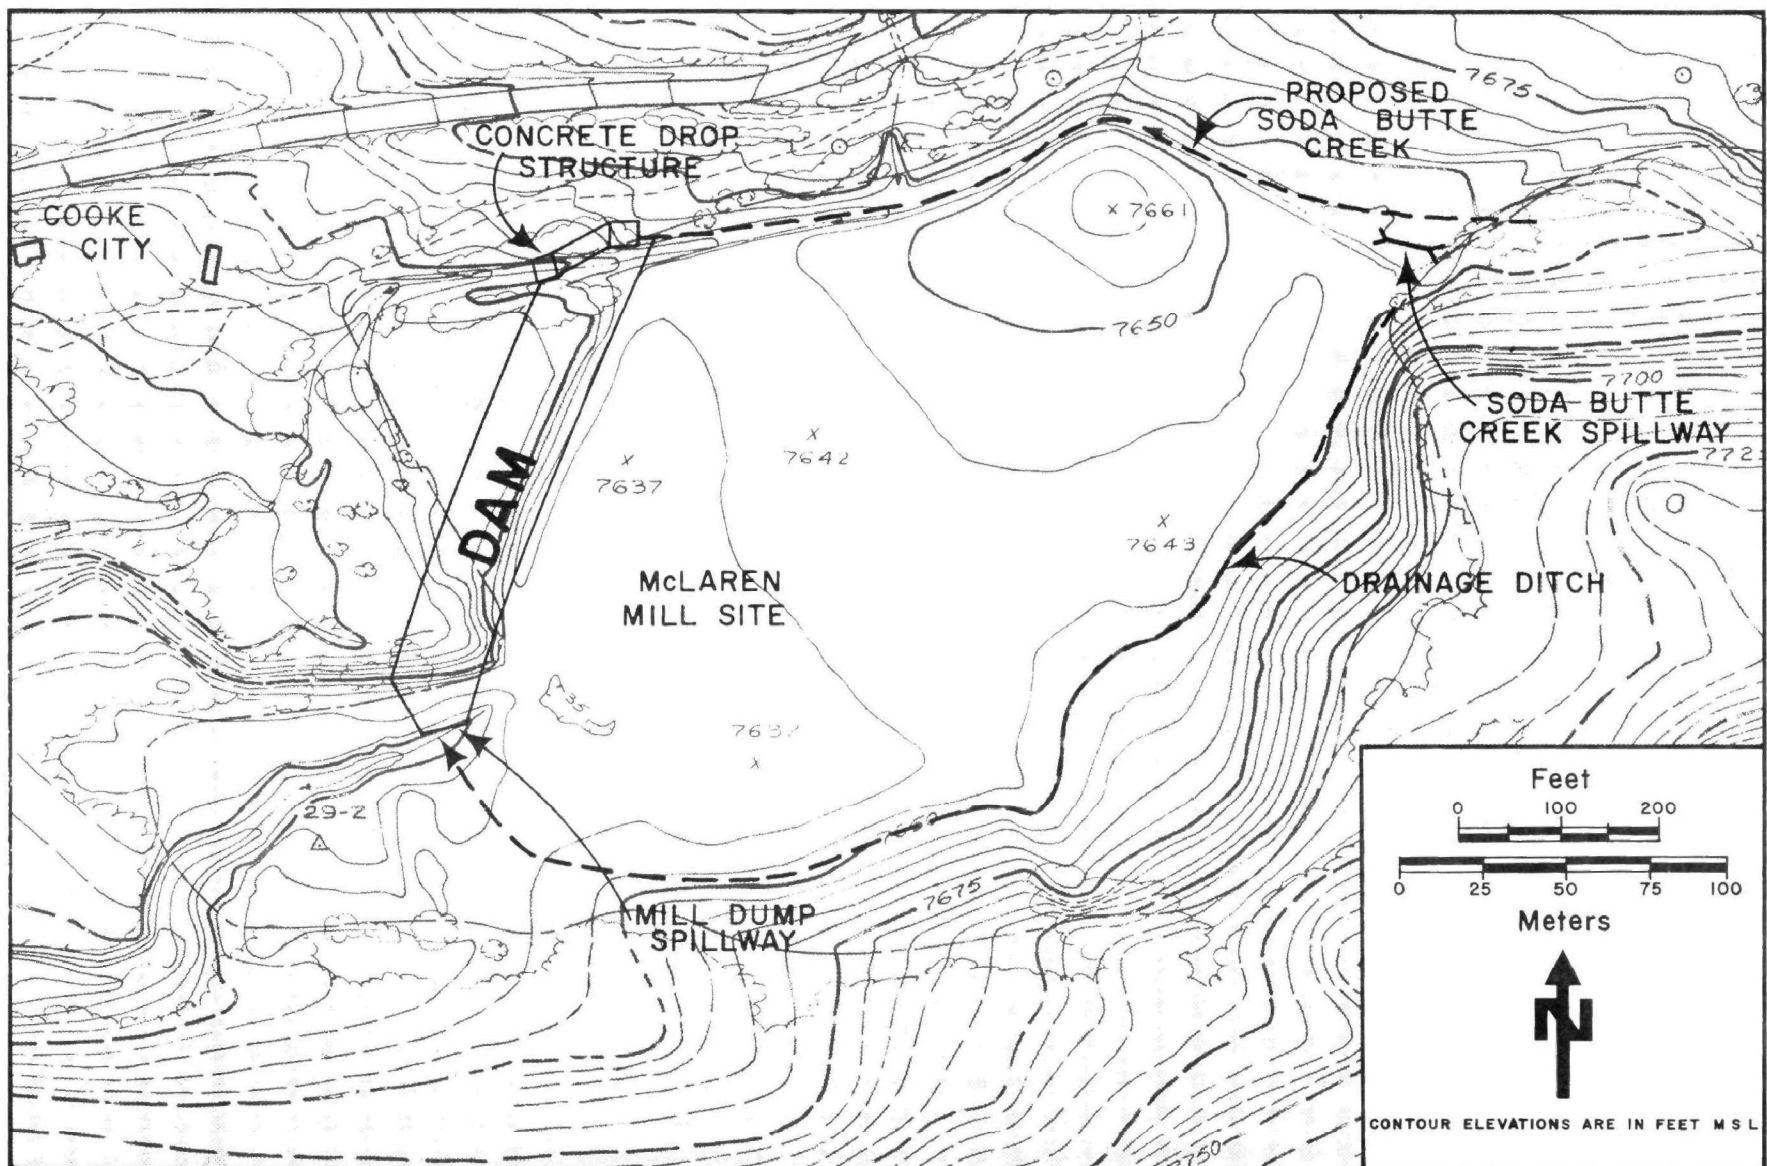 7675
PROPOSED
SODA BUTTE
CREEK
CONCRETE DROP
STRUCTURE
COOKE
CITY
x 7661
7650
7700
SODA BUTTE
CREEK SPILLWAY
x
7642
x
7637
DAM
x
7643
McLAREN
MILL SITE
DRAINAGE DITCH
x
29-2
7675
MILL DUMP
SPILLWAY
7750
Feet
0 100 200
0 25 50 75 100
Meters
N
CONTOUR ELEVATIONS ARE IN FEET M S L